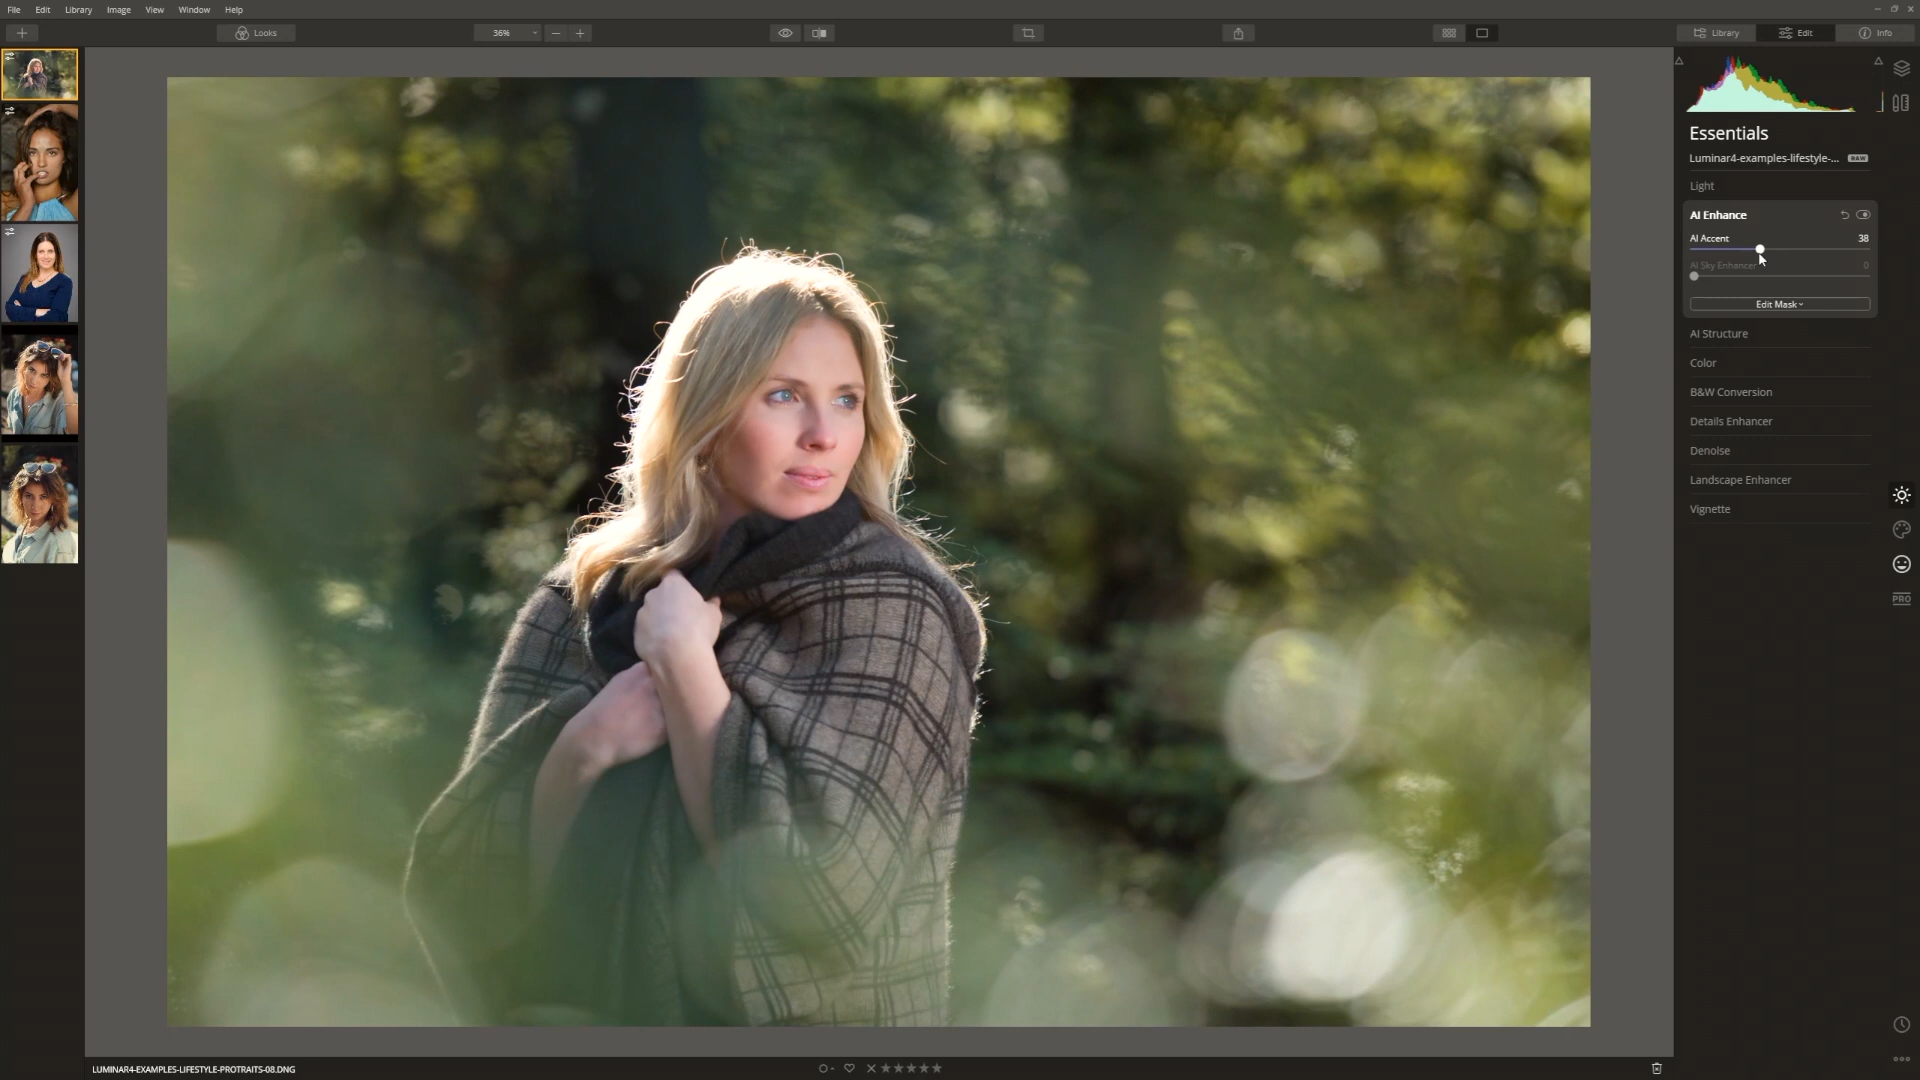 File Edit Library Image View Window Help
Looks 36% Library Edit Info
Essentials
Luminar4-examples-lifestyle-... RAW
Light
AI Enhance
AI Accent 38
AI Sky Enhancer 0
Edit Mask
AI Structure
Color
B&W Conversion
Details Enhancer
Denoise
Landscape Enhancer
Vignette
PRO
LUMINAR4-EXAMPLES-LIFESTYLE-PROTRAITS-08.DNG